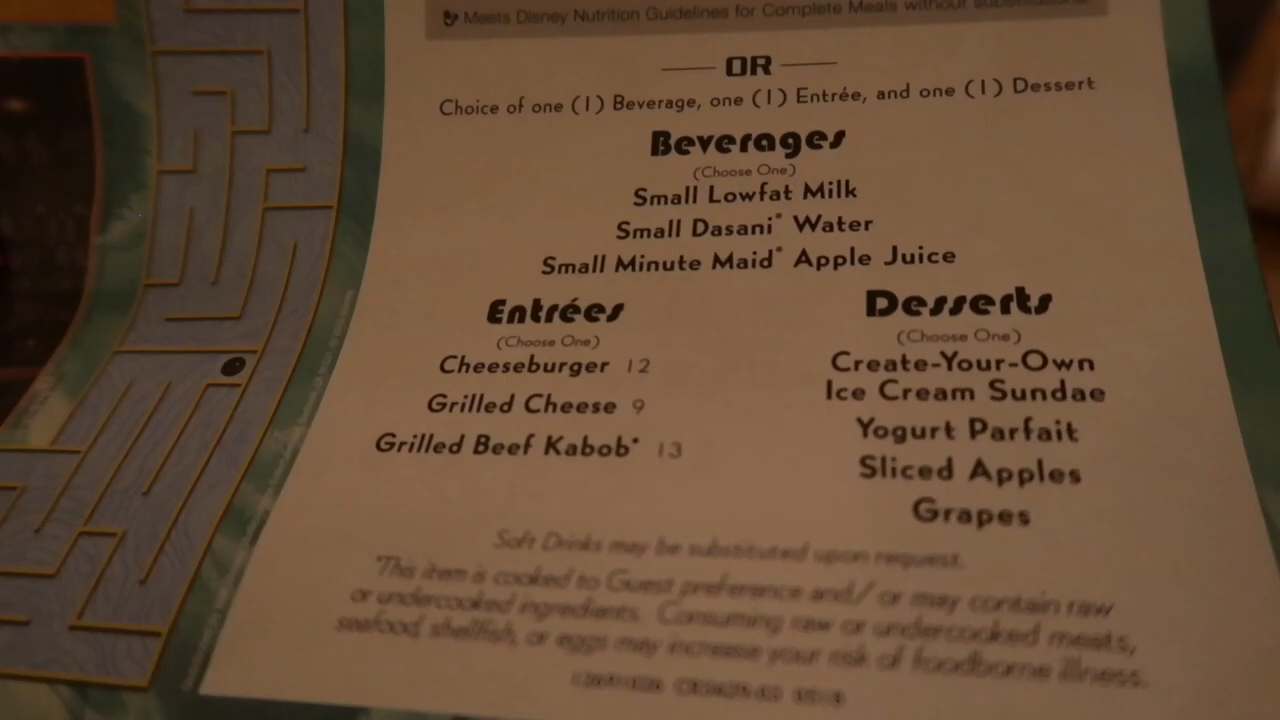 Meets Disney Nutrition Guidelines for Complete Meals without substitutions.
OR
Choice of one (1) Beverage, one (1) Entrée, and one (1) Dessert
Beverages
(Choose One)
Small Lowfat Milk
Small Dasani® Water
Small Minute Maid® Apple Juice
Entrées
(Choose One)
Cheeseburger 12
Grilled Cheese 9
Grilled Beef Kabob* 13
Desserts
(Choose One)
Create-Your-Own
Ice Cream Sundae
Yogurt Parfait
Sliced Apples
Grapes
Soft Drinks may be substituted upon request.
*This item is cooked to Guest preference and/ or may contain raw
or undercooked ingredients. Consuming raw or undercooked meats,
seafood, shellfish, or eggs may increase your risk of foodborne illness.